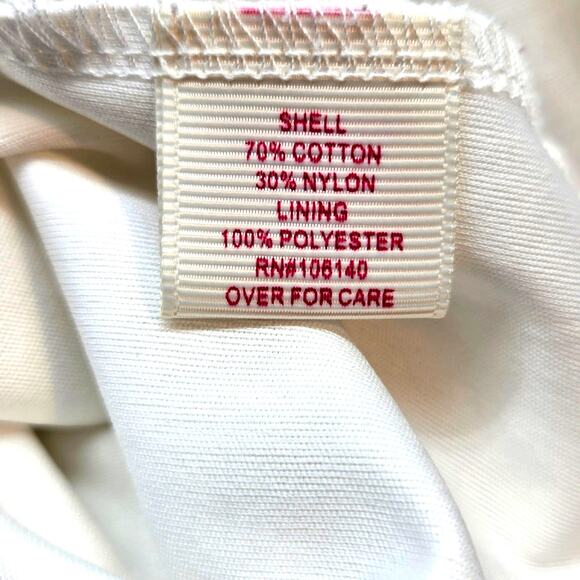 SHELL
70% COTTON
30% NYLON
LINING
100% POLYESTER
RN#106140
OVER FOR CARE